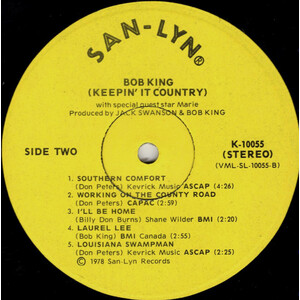 SAN-LYN®
BOB KING
(KEEPIN' IT COUNTRY)
with special guest star Marie
Produced by JACK SWANSON & BOB KING
SIDE TWO
K-10055
(STEREO)
(VML-SL-10055-B)
1. SOUTHERN COMFORT
(Don Peters) Kevrick Music ASCAP (4:26)
2. WORKING ON THE COUNTY ROAD
(Don Peters) CAPAC (2:59)
3. I'LL BE HOME
(Billy Don Burns) Shane Wilder BMI (2:20)
4. LAUREL LEE
(Bob King) BMI Canada (2:55)
5. LOUISIANA SWAMPMAN
(Don Peters) Kevrick Music ASCAP (2:51)
℗ © 1978 San-Lyn Records